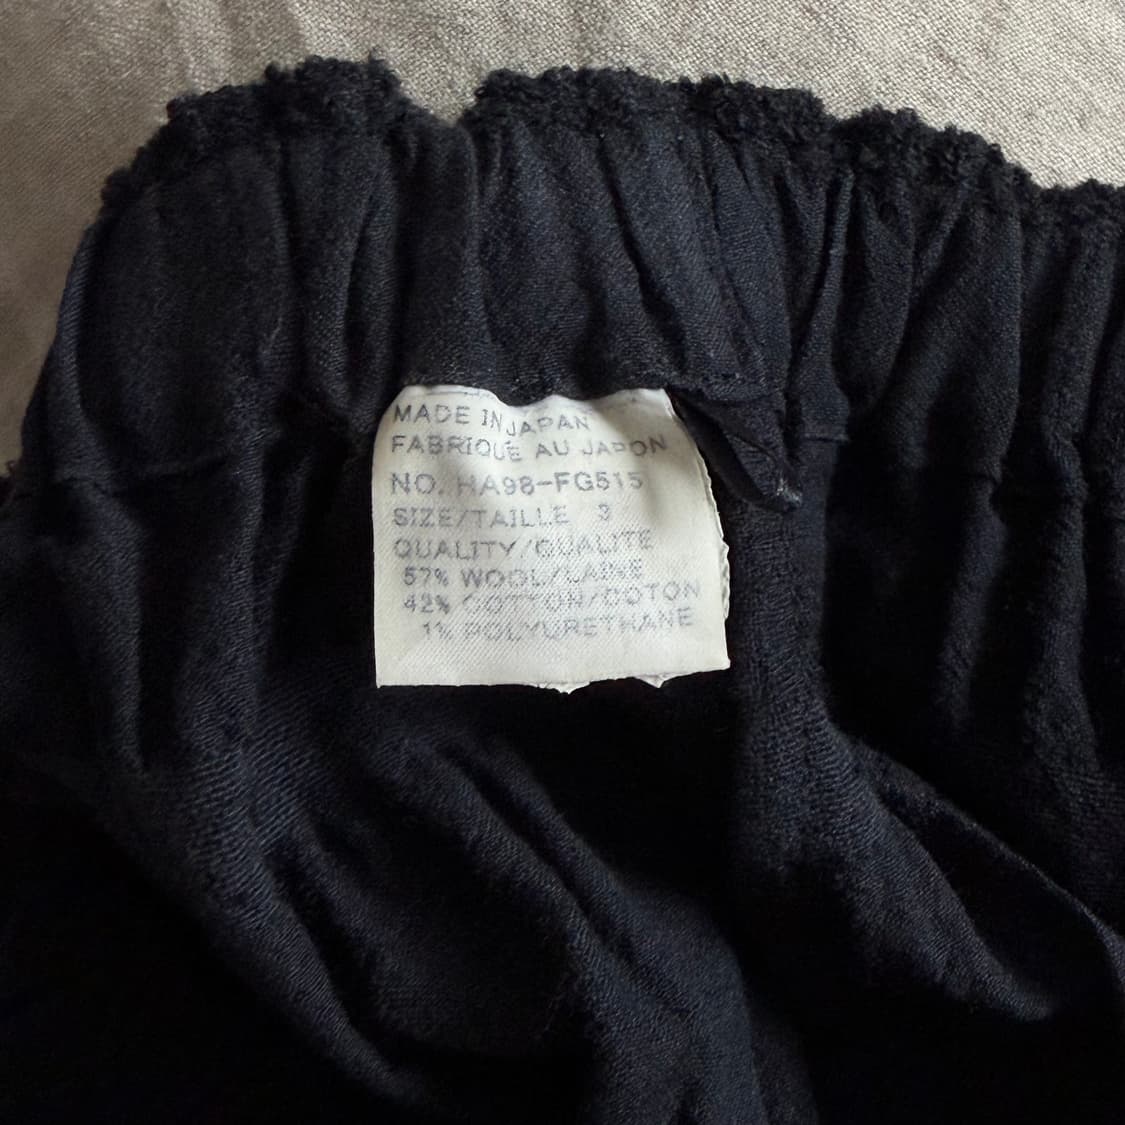 MADE IN JAPAN
FABRIQUÉ AU JAPON
NO. HA98-FG515
SIZE/TAILLE 3
QUALITY/QUALITE
57% WOOL/LAINE
42% COTTON/COTON
1% POLYURETHANE